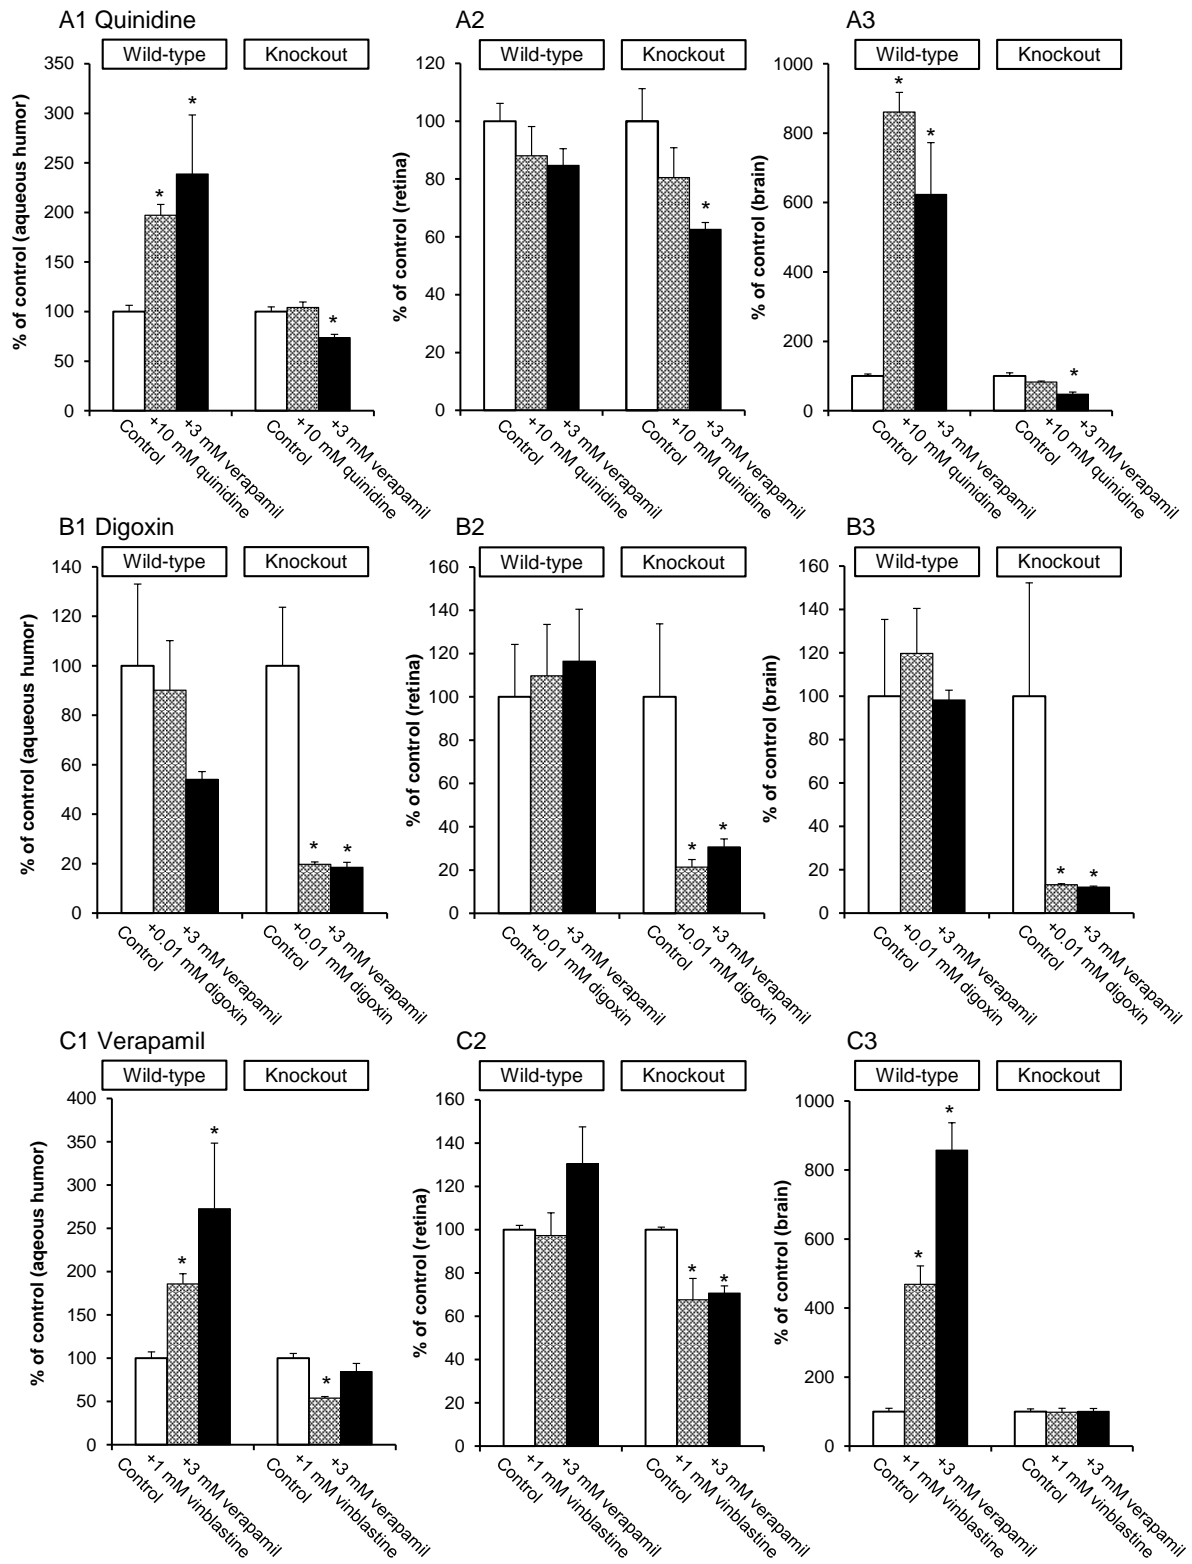 A1 Quinidine
Wild-type
Knockout
% of control (aqueous humor)
350
300
250
200
150
100
50
0
*
*
*
Control
+10 mM quinidine
+3 mM verapamil
Control
+10 mM quinidine
+3 mM verapamil
A2
Wild-type
Knockout
% of control (retina)
120
100
80
60
40
20
0
*
Control
+10 mM quinidine
+3 mM verapamil
Control
+10 mM quinidine
+3 mM verapamil
A3
Wild-type
Knockout
% of control (brain)
1000
800
600
400
200
0
*
*
*
Control
+10 mM quinidine
+3 mM verapamil
Control
+10 mM quinidine
+3 mM verapamil
B1 Digoxin
Wild-type
Knockout
% of control (aqueous humor)
140
120
100
80
60
40
20
0
*
*
Control
+0.01 mM digoxin
+3 mM verapamil
Control
+0.01 mM digoxin
+3 mM verapamil
B2
Wild-type
Knockout
% of control (retina)
160
140
120
100
80
60
40
20
0
*
*
Control
+0.01 mM digoxin
+3 mM verapamil
Control
+0.01 mM digoxin
+3 mM verapamil
B3
Wild-type
Knockout
% of control (brain)
160
140
120
100
80
60
40
20
0
*
*
Control
+0.01 mM digoxin
+3 mM verapamil
Control
+0.01 mM digoxin
+3 mM verapamil
C1 Verapamil
Wild-type
Knockout
% of control (aqeous humor)
400
350
300
250
200
150
100
50
0
*
*
*
Control
+1 mM vinblastine
+3 mM verapamil
Control
+1 mM vinblastine
+3 mM verapamil
C2
Wild-type
Knockout
% of control (retina)
160
140
120
100
80
60
40
20
0
*
*
Control
+1 mM vinblastine
+3 mM verapamil
Control
+1 mM vinblastine
+3 mM verapamil
C3
Wild-type
Knockout
% of control (brain)
1000
800
600
400
200
0
*
*
Control
+1 mM vinblastine
+3 mM verapamil
Control
+1 mM vinblastine
+3 mM verapamil